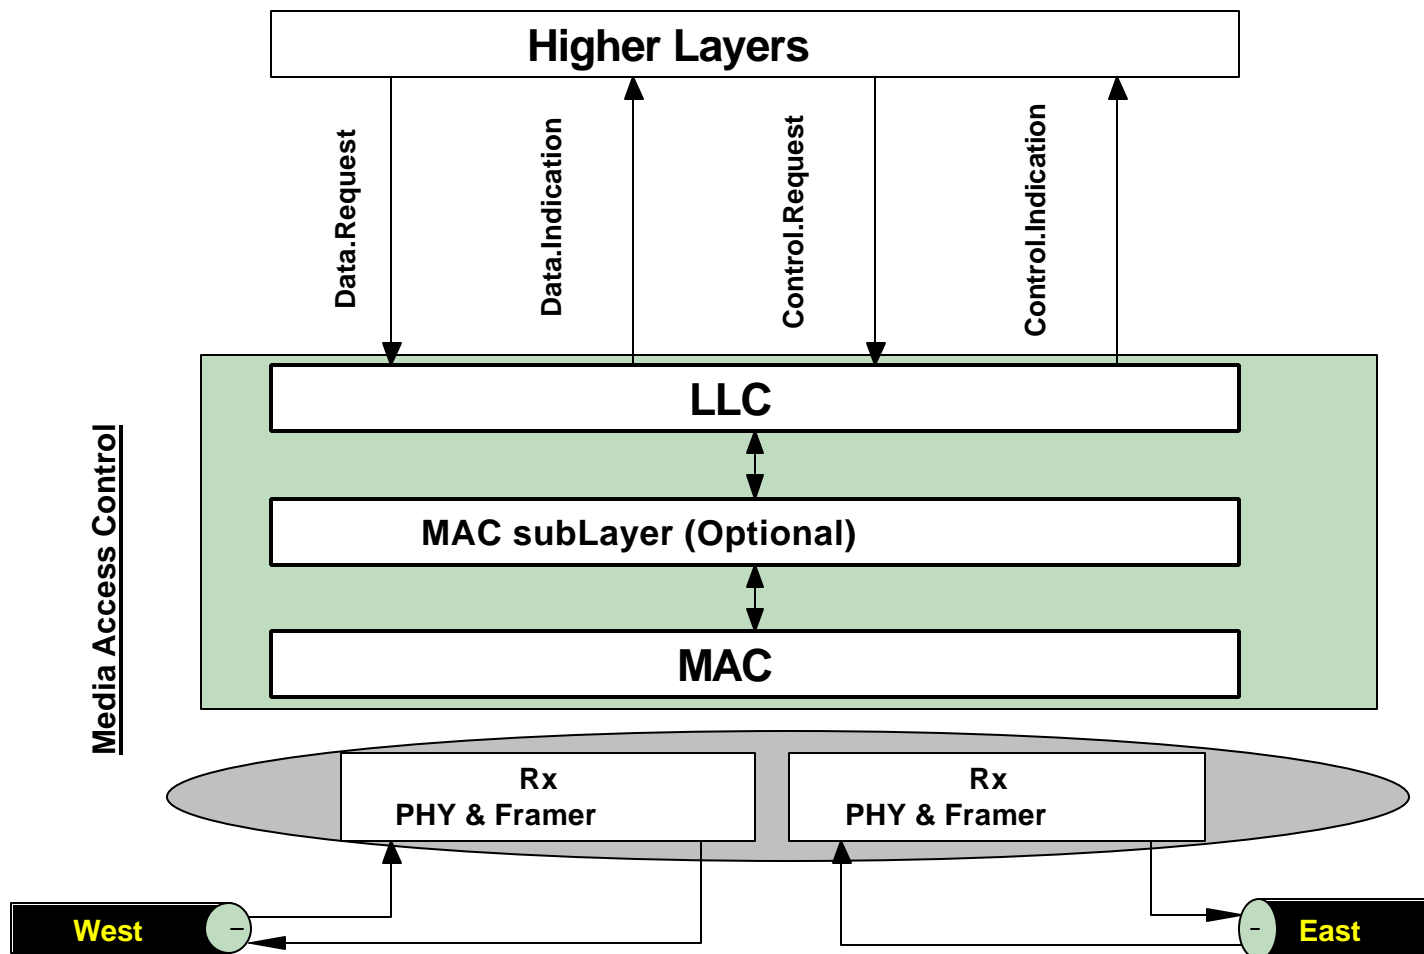 Higher Layers
Data.Request
Data.Indication
Control.Request
Control.Indication
LLC
MAC subLayer (Optional)
MAC
Media Access Control
Rx
PHY & Framer
Rx
PHY & Framer
West
East